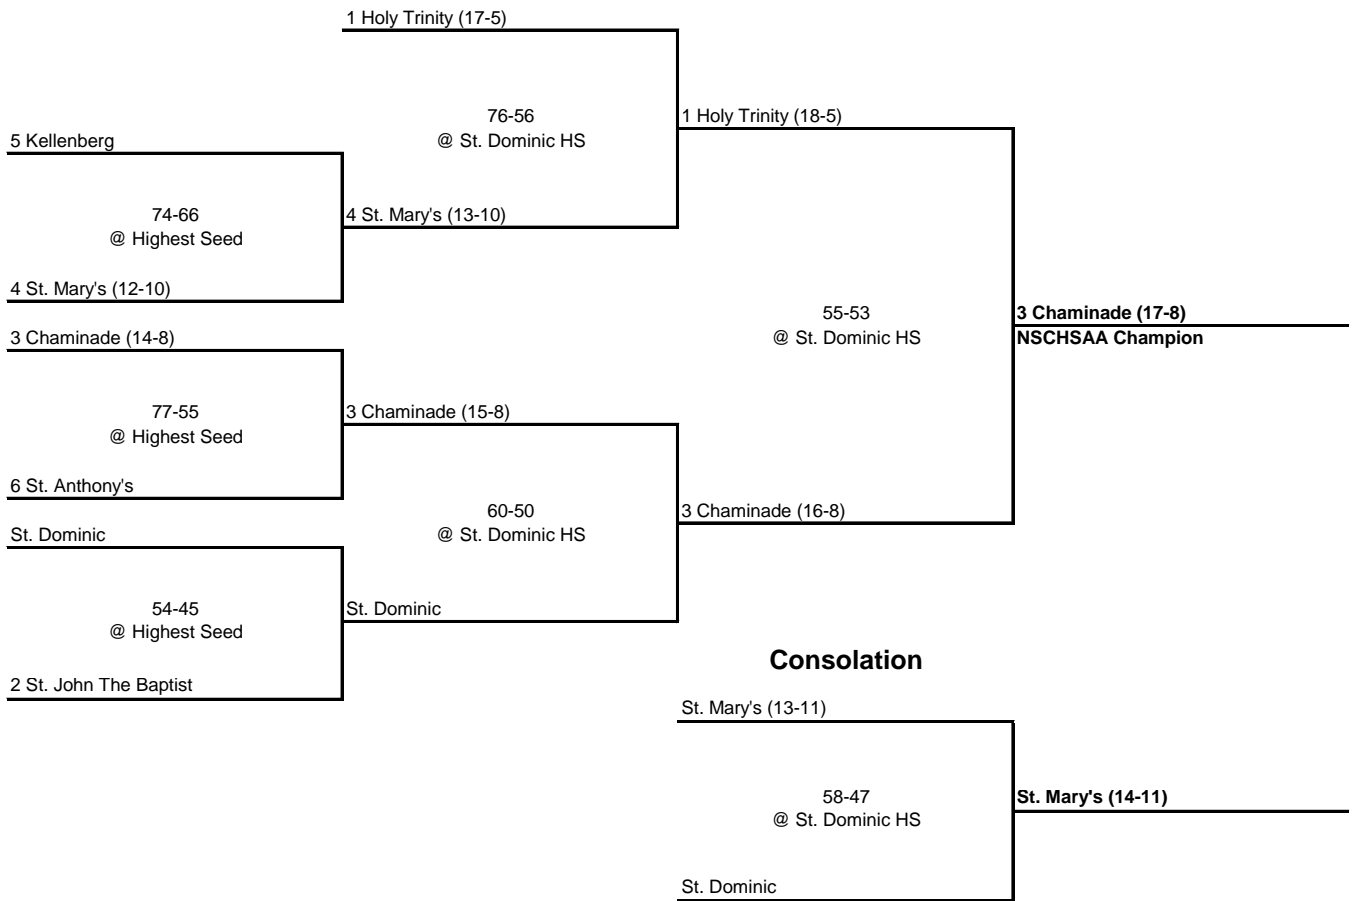 1 Holy Trinity (17-5)
76-56
@ St. Dominic HS
1 Holy Trinity (18-5)
5 Kellenberg
74-66
@ Highest Seed
4 St. Mary's (13-10)
4 St. Mary's (12-10)
55-53
@ St. Dominic HS
3 Chaminade (17-8)
NSCHSAA Champion
3 Chaminade (14-8)
77-55
@ Highest Seed
3 Chaminade (15-8)
6 St. Anthony's
60-50
@ St. Dominic HS
3 Chaminade (16-8)
St. Dominic
54-45
@ Highest Seed
St. Dominic
2 St. John The Baptist
Consolation
St. Mary's (13-11)
58-47
@ St. Dominic HS
St. Mary's (14-11)
St. Dominic